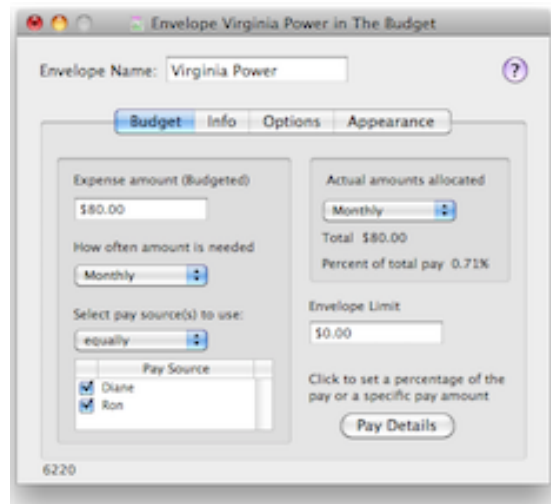 Envelope Virginia Power in The Budget
Envelope Name: Virginia Power
?
Budget Info Options Appearance
Expense amount (Budgeted)
$80.00
How often amount is needed
Monthly
Select pay source(s) to use:
equally
Pay Source
Diane
Ron
Actual amounts allocated
Monthly
Total $80.00
Percent of total pay 0.71%
Envelope Limit
$0.00
Click to set a percentage of the
pay or a specific pay amount
Pay Details
6220